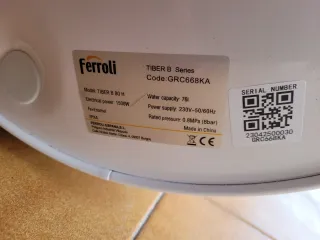 Ferroli
TIBER B Series
Code: GRC668KA
Model: TIBER B 80 H
Electrical power: 1500W
Water capacity: 78l
Power supply: 230V~50/60Hz
Rated pressure: 0.8MPa (8bar)
Made in China
SERIAL NUMBER
23042500030
GRC668KA